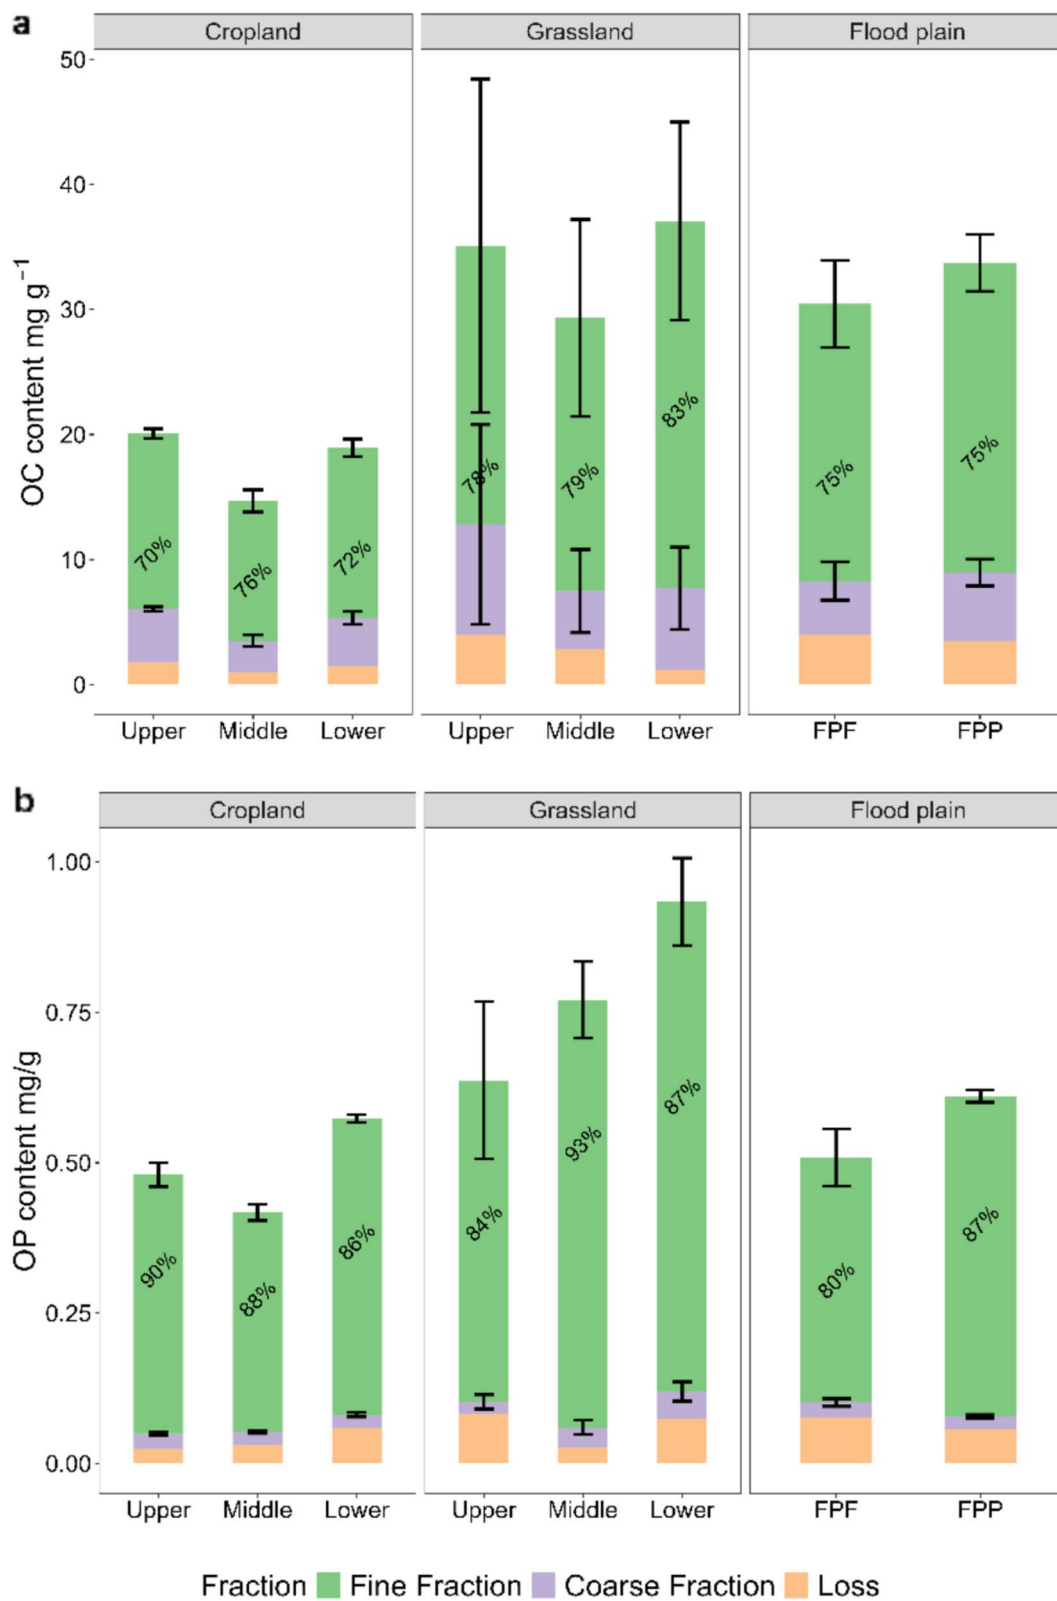 a
Cropland Grassland Flood plain
OC content mg g⁻¹
50
40
30
20
10
0
70% 76% 72% 78% 79% 83% 75% 75%
Upper Middle Lower Upper Middle Lower FPF FPP
b
Cropland Grassland Flood plain
OP content mg/g
1.00
0.75
0.50
0.25
0.00
90% 88% 86% 84% 93% 87% 80% 87%
Upper Middle Lower Upper Middle Lower FPF FPP
Fraction Fine Fraction Coarse Fraction Loss